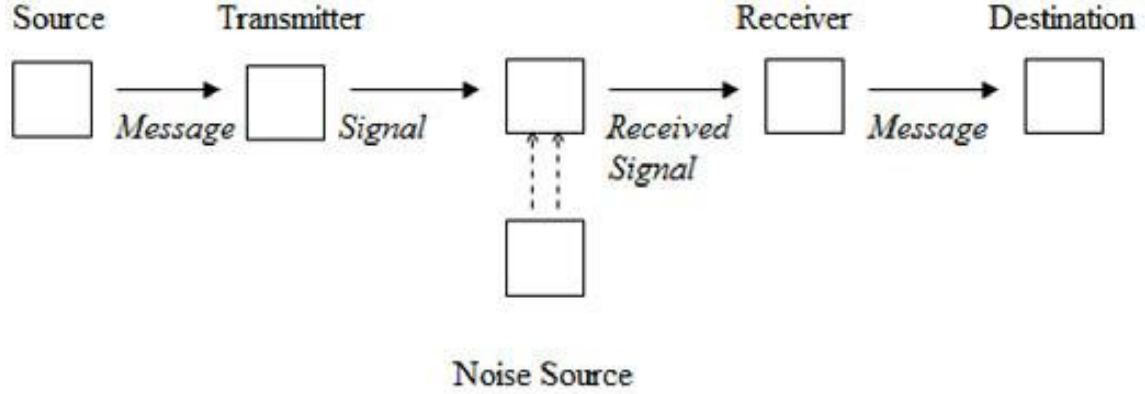 Source
Transmitter
Receiver
Destination
Message
Signal
Received
Signal
Message
Noise Source